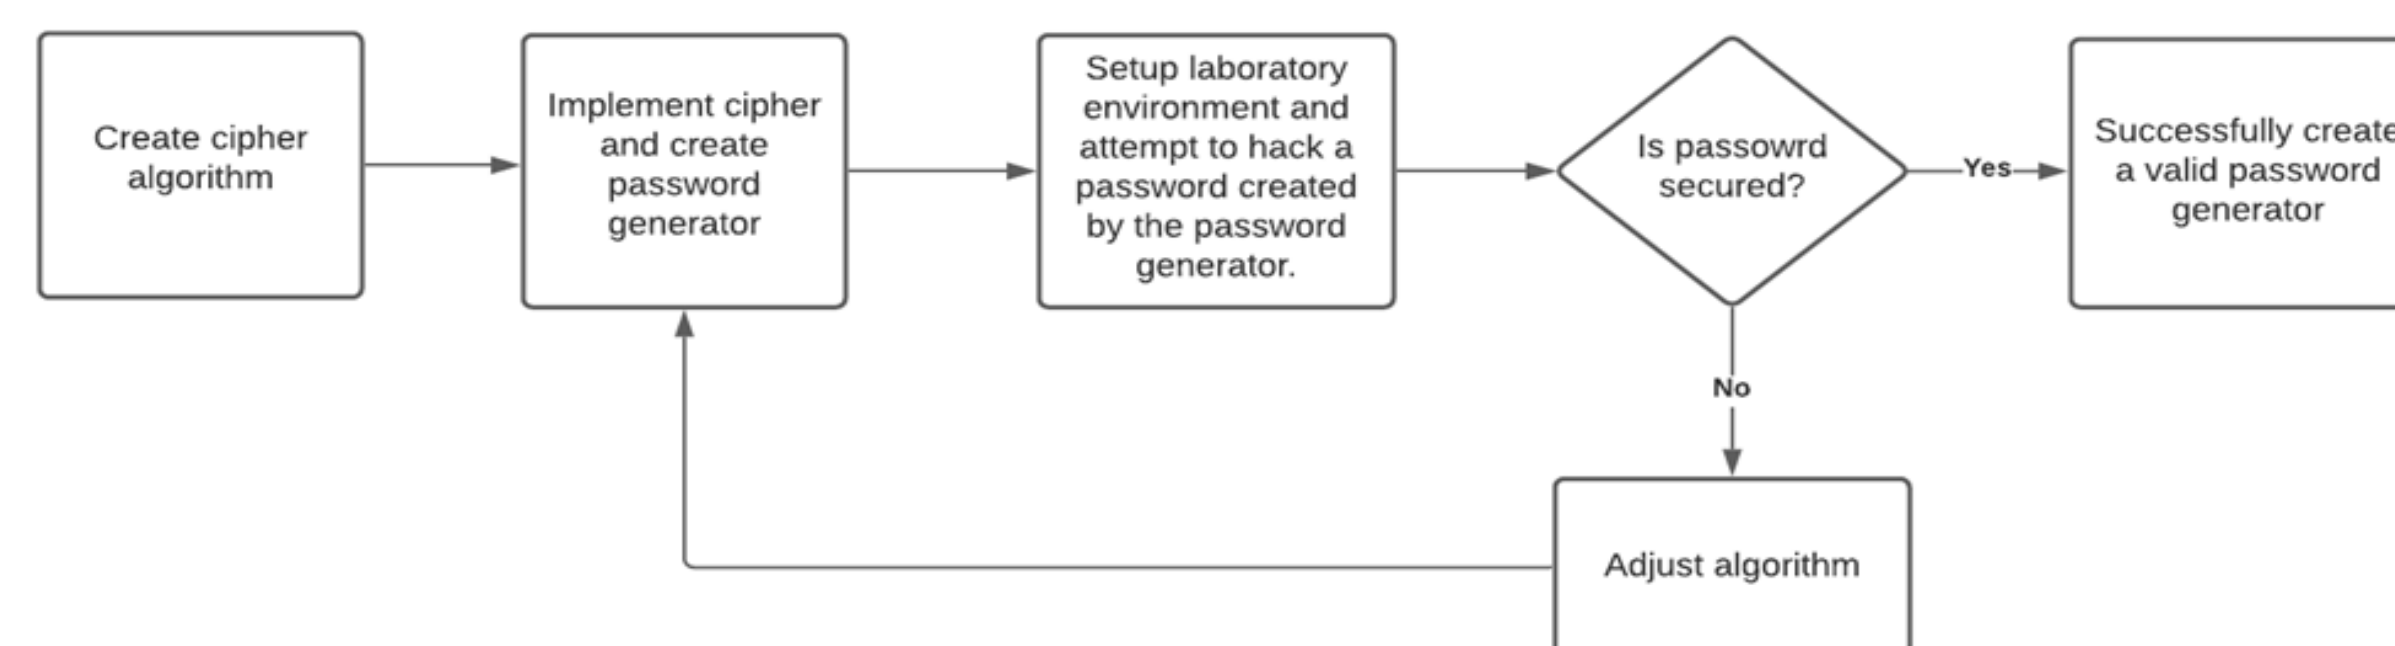 Create cipher
algorithm
Implement cipher
and create
password
generator
Setup laboratory
environment and
attempt to hack a
password created
by the password
generator.
Is passowrd
secured?
Yes
Successfully create
a valid password
generator
No
Adjust algorithm